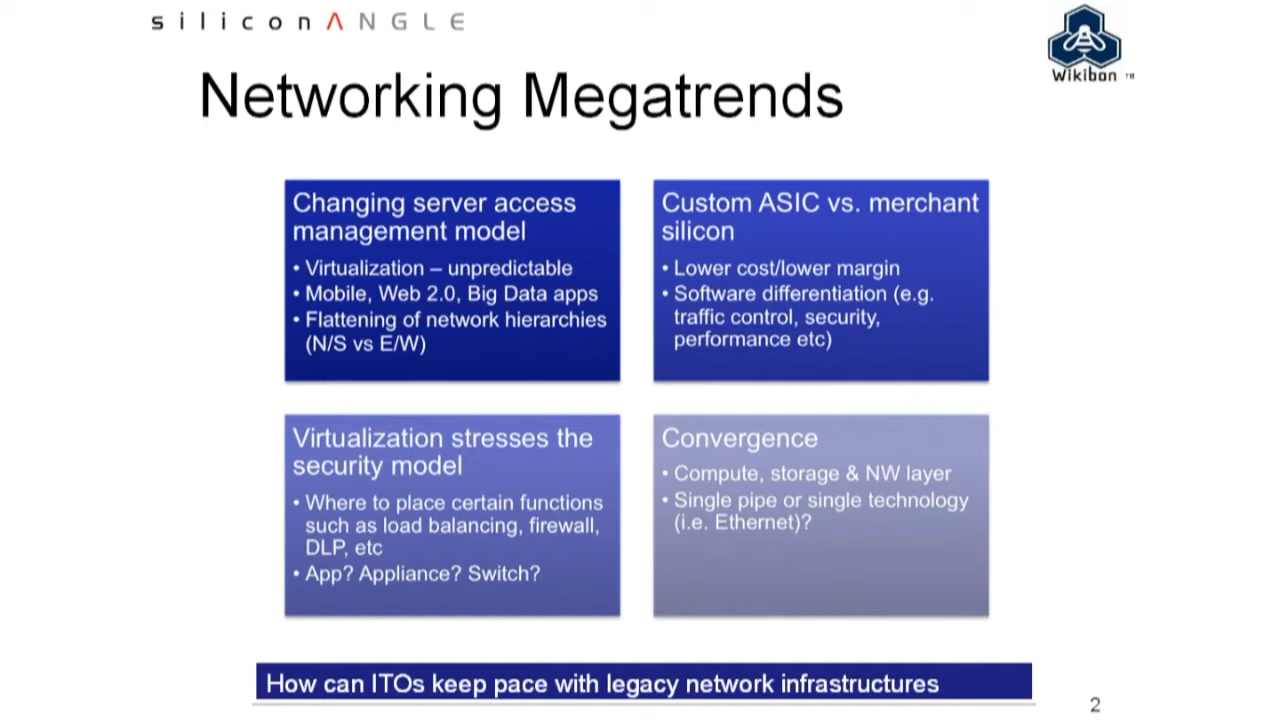 siliconANGLE
Wikibon TM
Networking Megatrends
Changing server access
management model
• Virtualization – unpredictable
• Mobile, Web 2.0, Big Data apps
• Flattening of network hierarchies
(N/S vs E/W)
Custom ASIC vs. merchant
silicon
• Lower cost/lower margin
• Software differentiation (e.g.
traffic control, security,
performance etc)
Virtualization stresses the
security model
• Where to place certain functions
such as load balancing, firewall,
DLP, etc
• App? Appliance? Switch?
Convergence
• Compute, storage & NW layer
• Single pipe or single technology
(i.e. Ethernet)?
How can ITOs keep pace with legacy network infrastructures
2